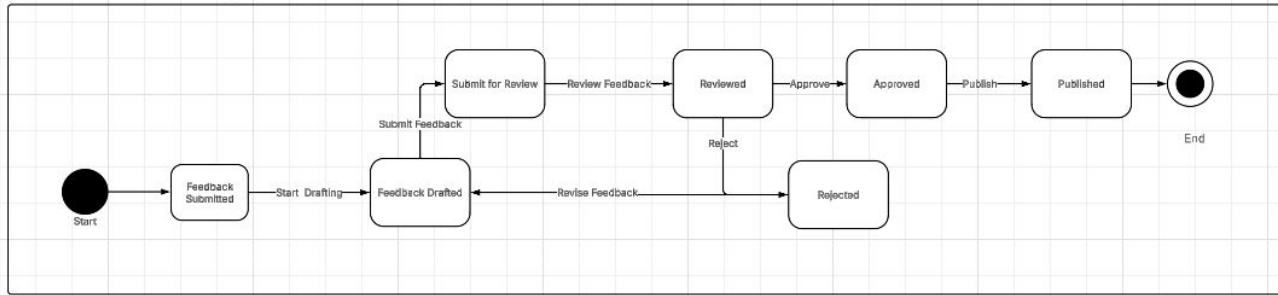 Submit for Review
Review Feedback
Reviewed
Approve
Approved
Publish
Published
End
Submit Feedback
Reject
Start
Feedback
Submitted
Start Drafting
Feedback Drafted
Revise Feedback
Rejected